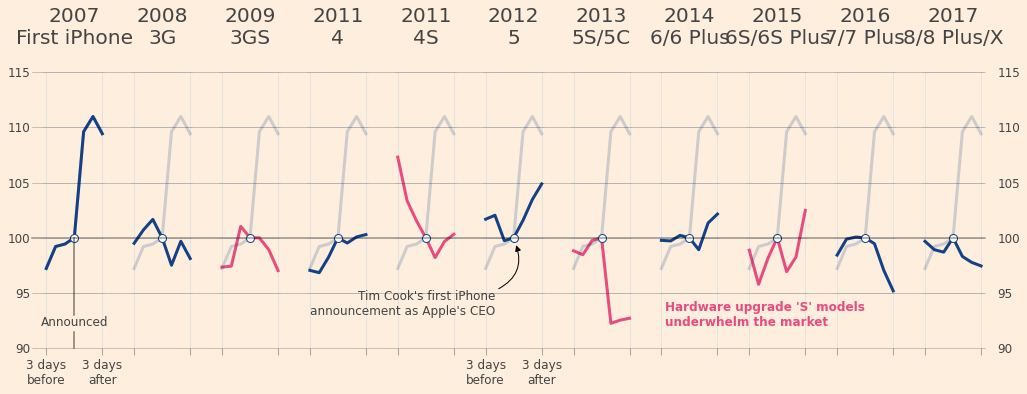 2007 2008 2009 2011 2011 2012 2013 2014 2015 2016 2017
First iPhone 3G 3GS 4 4S 5 5S/5C 6/6 Plus 6S/6S Plus 7/7 Plus 8/8 Plus/X
115 115
110 110
105 105
100 100
95 95
Tim Cook's first iPhone
announcement as Apple's CEO
Hardware upgrade 'S' models
underwhelm the market
Announced
90 90
3 days
before
3 days
after
3 days
before
3 days
after